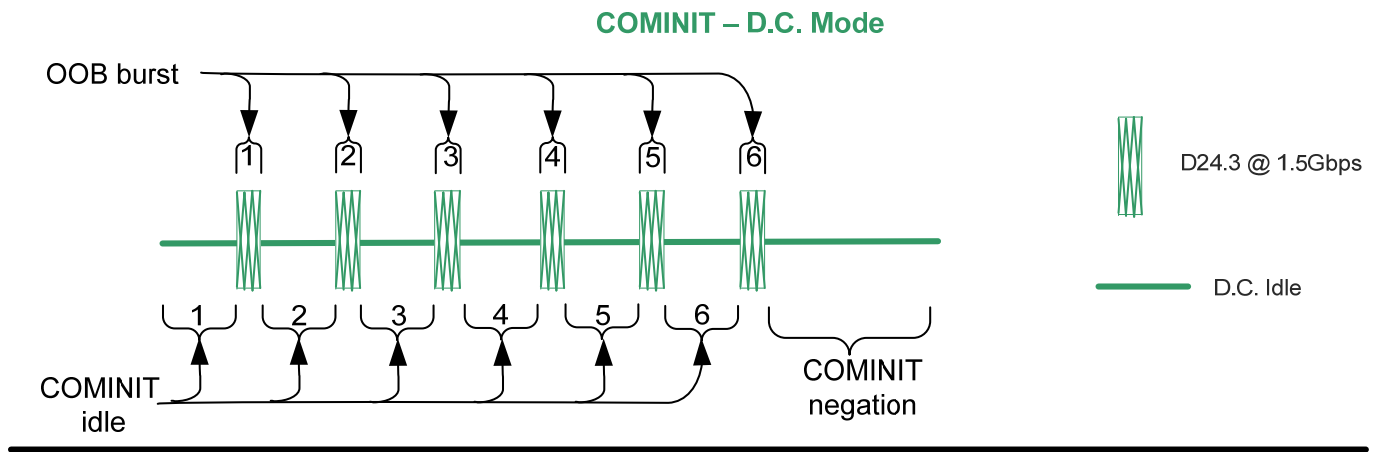 COMINIT – D.C. Mode
OOB burst
1 2 3 4 5 6
D24.3 @ 1.5Gbps
D.C. Idle
1 2 3 4 5 6
COMINIT
idle
COMINIT
negation